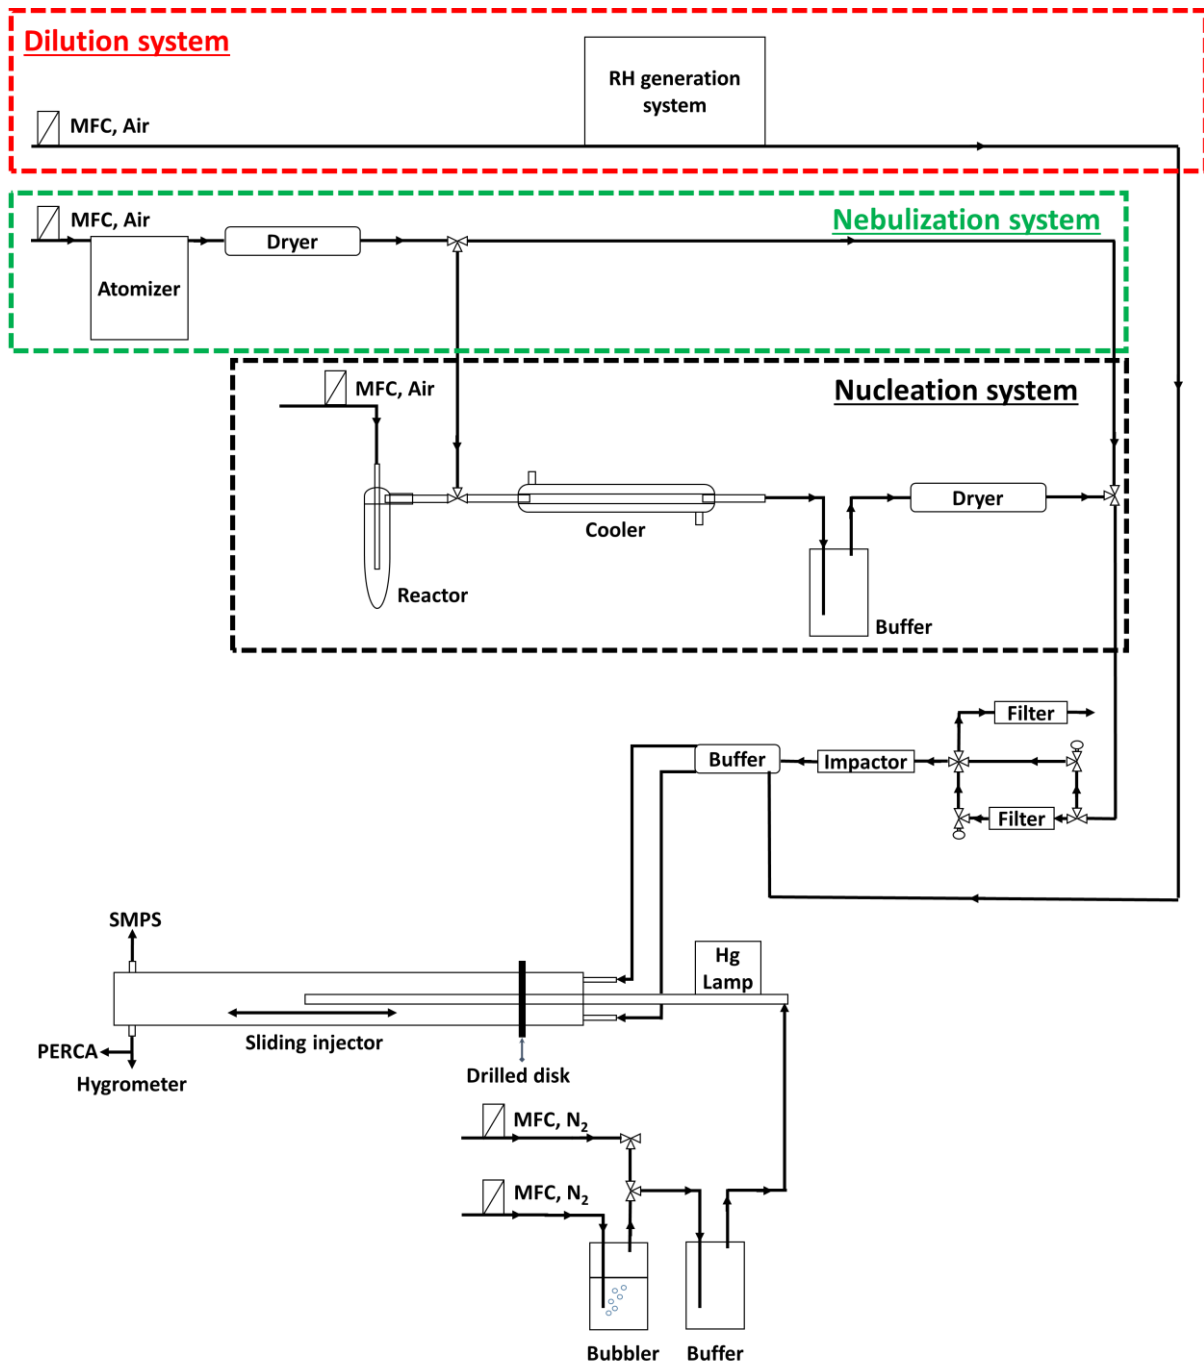 Dilution system
RH generation
system
MFC, Air
Nebulization system
MFC, Air
Dryer
Atomizer
Nucleation system
MFC, Air
Dryer
Cooler
Reactor
Buffer
Filter
Buffer
Impactor
Filter
SMPS
Hg
Lamp
Sliding injector
PERCA
Hygrometer
Drilled disk
MFC, N₂
MFC, N₂
Bubbler
Buffer